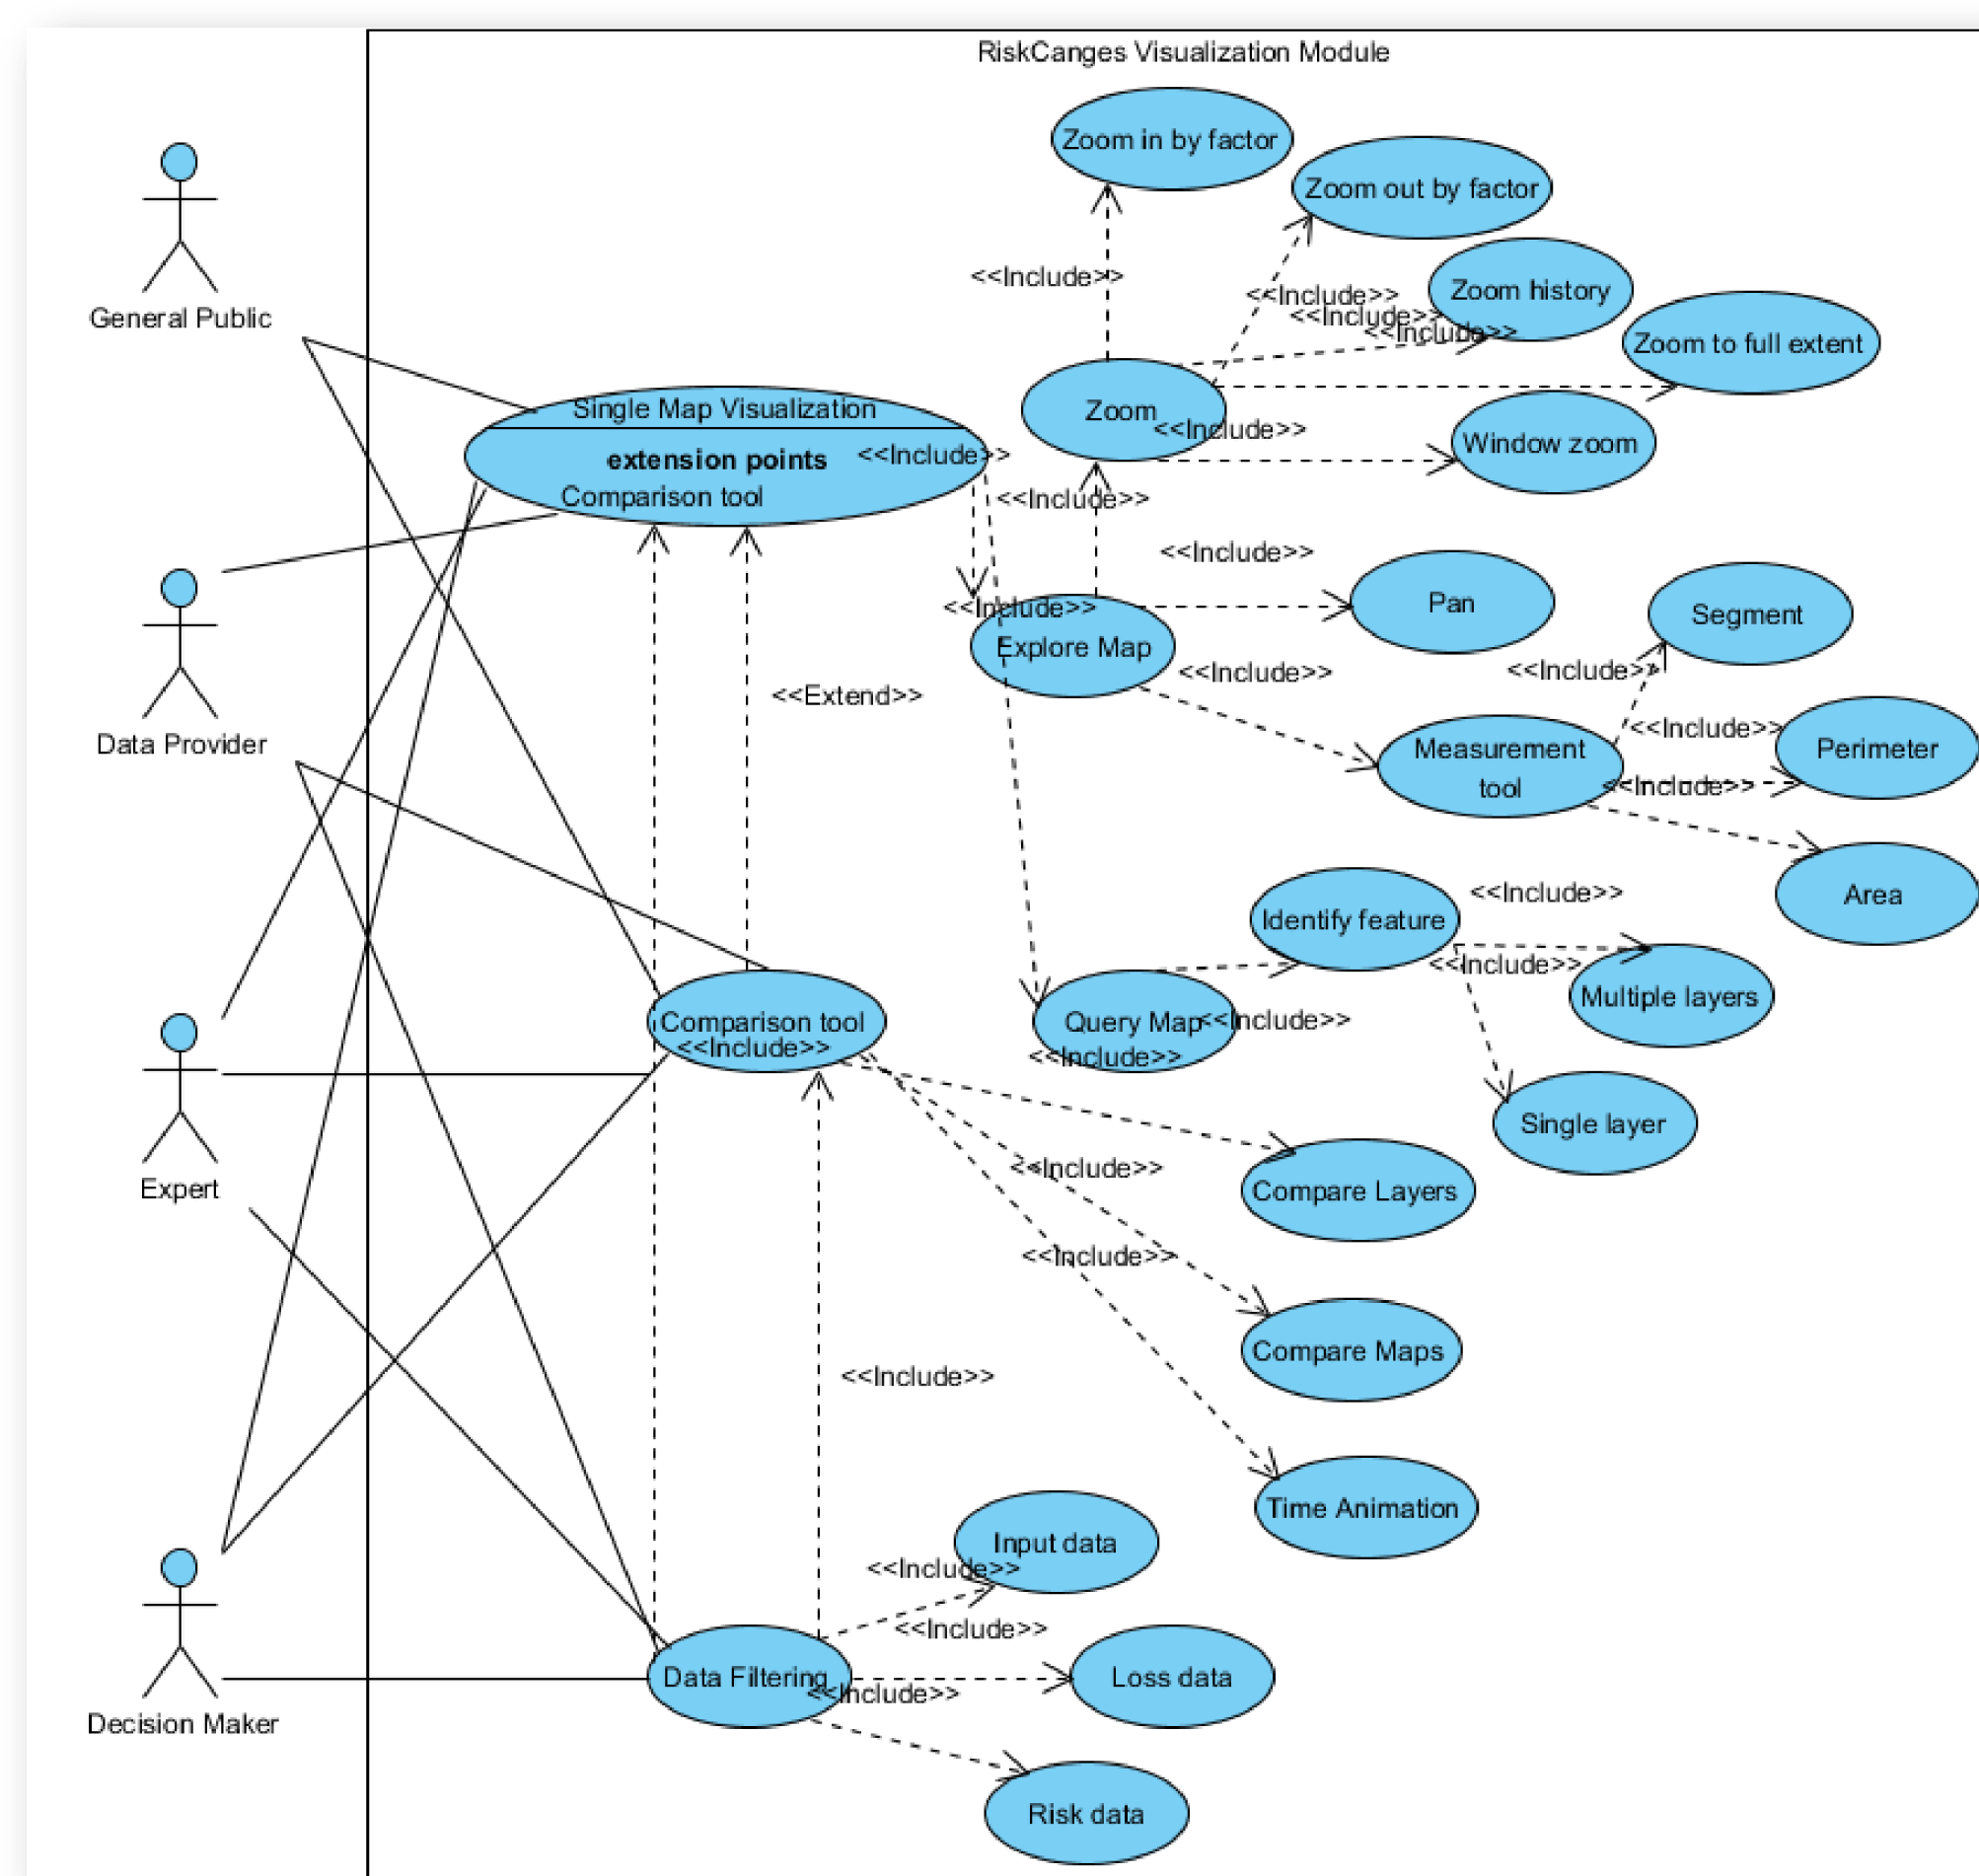 RiskCanges Visualization Module
Zoom in by factor
General Public
Zoom out by factor
<<Include>>
<<Include>>
Zoom history
<<Include>>
<<Include>>
Zoom to full extent
Single Map Visualization
Zoom
<<Include>>
Window zoom
extension points
<<Include>>
Comparison tool
<<Include>>
<<Include>>
Pan
<<Include>>
Segment
Explore Map
<<Include>>
<<Include>>
<<Extend>>
Data Provider
<<Include>>
Perimeter
Measurement
tool
<<Include>>
Area
<<Include>>
Identify feature
<<Include>>
Multiple layers
Comparison tool
<<Include>>
Query Map
<<Include>>
<<Include>>
Single layer
Expert
<<Include>>
Compare Layers
<<Include>>
Compare Maps
<<Include>>
Time Animation
Input data
<<Include>>
<<Include>>
Data Filtering
<<Include>>
Loss data
Decision Maker
Risk data